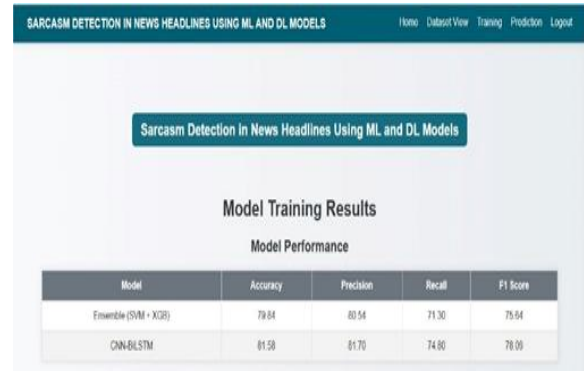 SARCASM DETECTION IN NEWS HEADLINES USING ML AND DL MODELS Home Dataset View Training Prediction Logout
Sarcasm Detection in News Headlines Using ML and DL Models
Model Training Results
Model Performance
Model Accuracy Precision Recall F1 Score
Ensemble (SVM + XGB) 79.84 80.54 71.30 75.64
CNN-BiLSTM 81.58 81.70 74.80 78.09